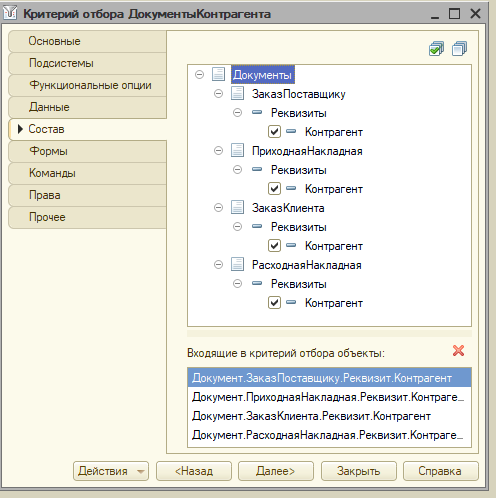 Критерий отбора ДокументыКонтрагента
Основные
Подсистемы
Функциональные опции
Данные
Состав
Формы
Команды
Права
Прочее
Документы
ЗаказПоставщику
Реквизиты
Контрагент
ПриходнаяНакладная
Реквизиты
Контрагент
ЗаказКлиента
Реквизиты
Контрагент
РасходнаяНакладная
Реквизиты
Контрагент
Входящие в критерий отбора объекты:
Документ.ЗаказПоставщику.Реквизит.Контрагент
Документ.ПриходнаяНакладная.Реквизит.Контраге...
Документ.ЗаказКлиента.Реквизит.Контрагент
Документ.РасходнаяНакладная.Реквизит.Контраге...
Действия <Назад Далее> Закрыть Справка